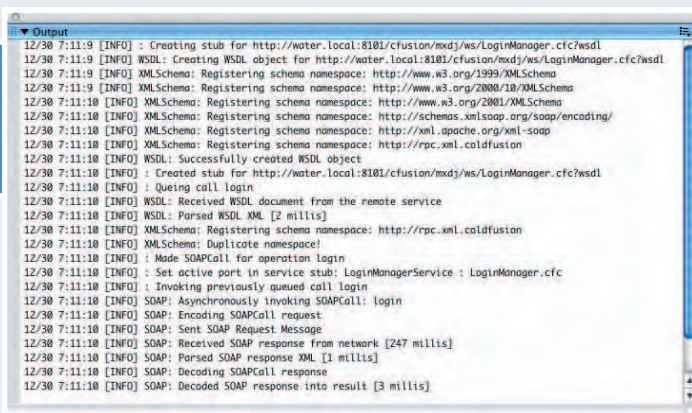 ▼ Output
12/30 7:11:9 [INFO] : Creating stub for http://water.local:8101/cfusion/mxdj/ws/LoginManager.cfc?wsdl
12/30 7:11:9 [INFO] WSDL: Creating WSDL object for http://water.local:8101/cfusion/mxdj/ws/LoginManager.cfc?wsdl
12/30 7:11:9 [INFO] XMLSchema: Registering schema namespace: http://www.w3.org/1999/XMLSchema
12/30 7:11:9 [INFO] XMLSchema: Registering schema namespace: http://www.w3.org/2000/10/XMLSchema
12/30 7:11:10 [INFO] XMLSchema: Registering schema namespace: http://www.w3.org/2001/XMLSchema
12/30 7:11:10 [INFO] XMLSchema: Registering schema namespace: http://schemas.xmlsoap.org/soap/encoding/
12/30 7:11:10 [INFO] XMLSchema: Registering schema namespace: http://xml.apache.org/xml-soap
12/30 7:11:10 [INFO] XMLSchema: Registering schema namespace: http://rpc.xml.coldfusion
12/30 7:11:10 [INFO] WSDL: Successfully created WSDL object
12/30 7:11:10 [INFO] : Created stub for http://water.local:8101/cfusion/mxdj/ws/LoginManager.cfc?wsdl
12/30 7:11:10 [INFO] : Queing call login
12/30 7:11:10 [INFO] WSDL: Received WSDL document from the remote service
12/30 7:11:10 [INFO] WSDL: Parsed WSDL XML [2 millis]
12/30 7:11:10 [INFO] XMLSchema: Registering schema namespace: http://rpc.xml.coldfusion
12/30 7:11:10 [INFO] XMLSchema: Duplicate namespace!
12/30 7:11:10 [INFO] : Made SOAPCall for operation login
12/30 7:11:10 [INFO] : Set active port in service stub: LoginManagerService : LoginManager.cfc
12/30 7:11:10 [INFO] : Invoking previously queued call login
12/30 7:11:10 [INFO] SOAP: Asynchronously invoking SOAPCall: login
12/30 7:11:10 [INFO] SOAP: Encoding SOAPCall request
12/30 7:11:10 [INFO] SOAP: Sent SOAP Request Message
12/30 7:11:10 [INFO] SOAP: Received SOAP response from network [247 millis]
12/30 7:11:10 [INFO] SOAP: Parsed SOAP response XML [1 millis]
12/30 7:11:10 [INFO] SOAP: Decoding SOAPCall response
12/30 7:11:10 [INFO] SOAP: Decoded SOAP response into result [3 millis]